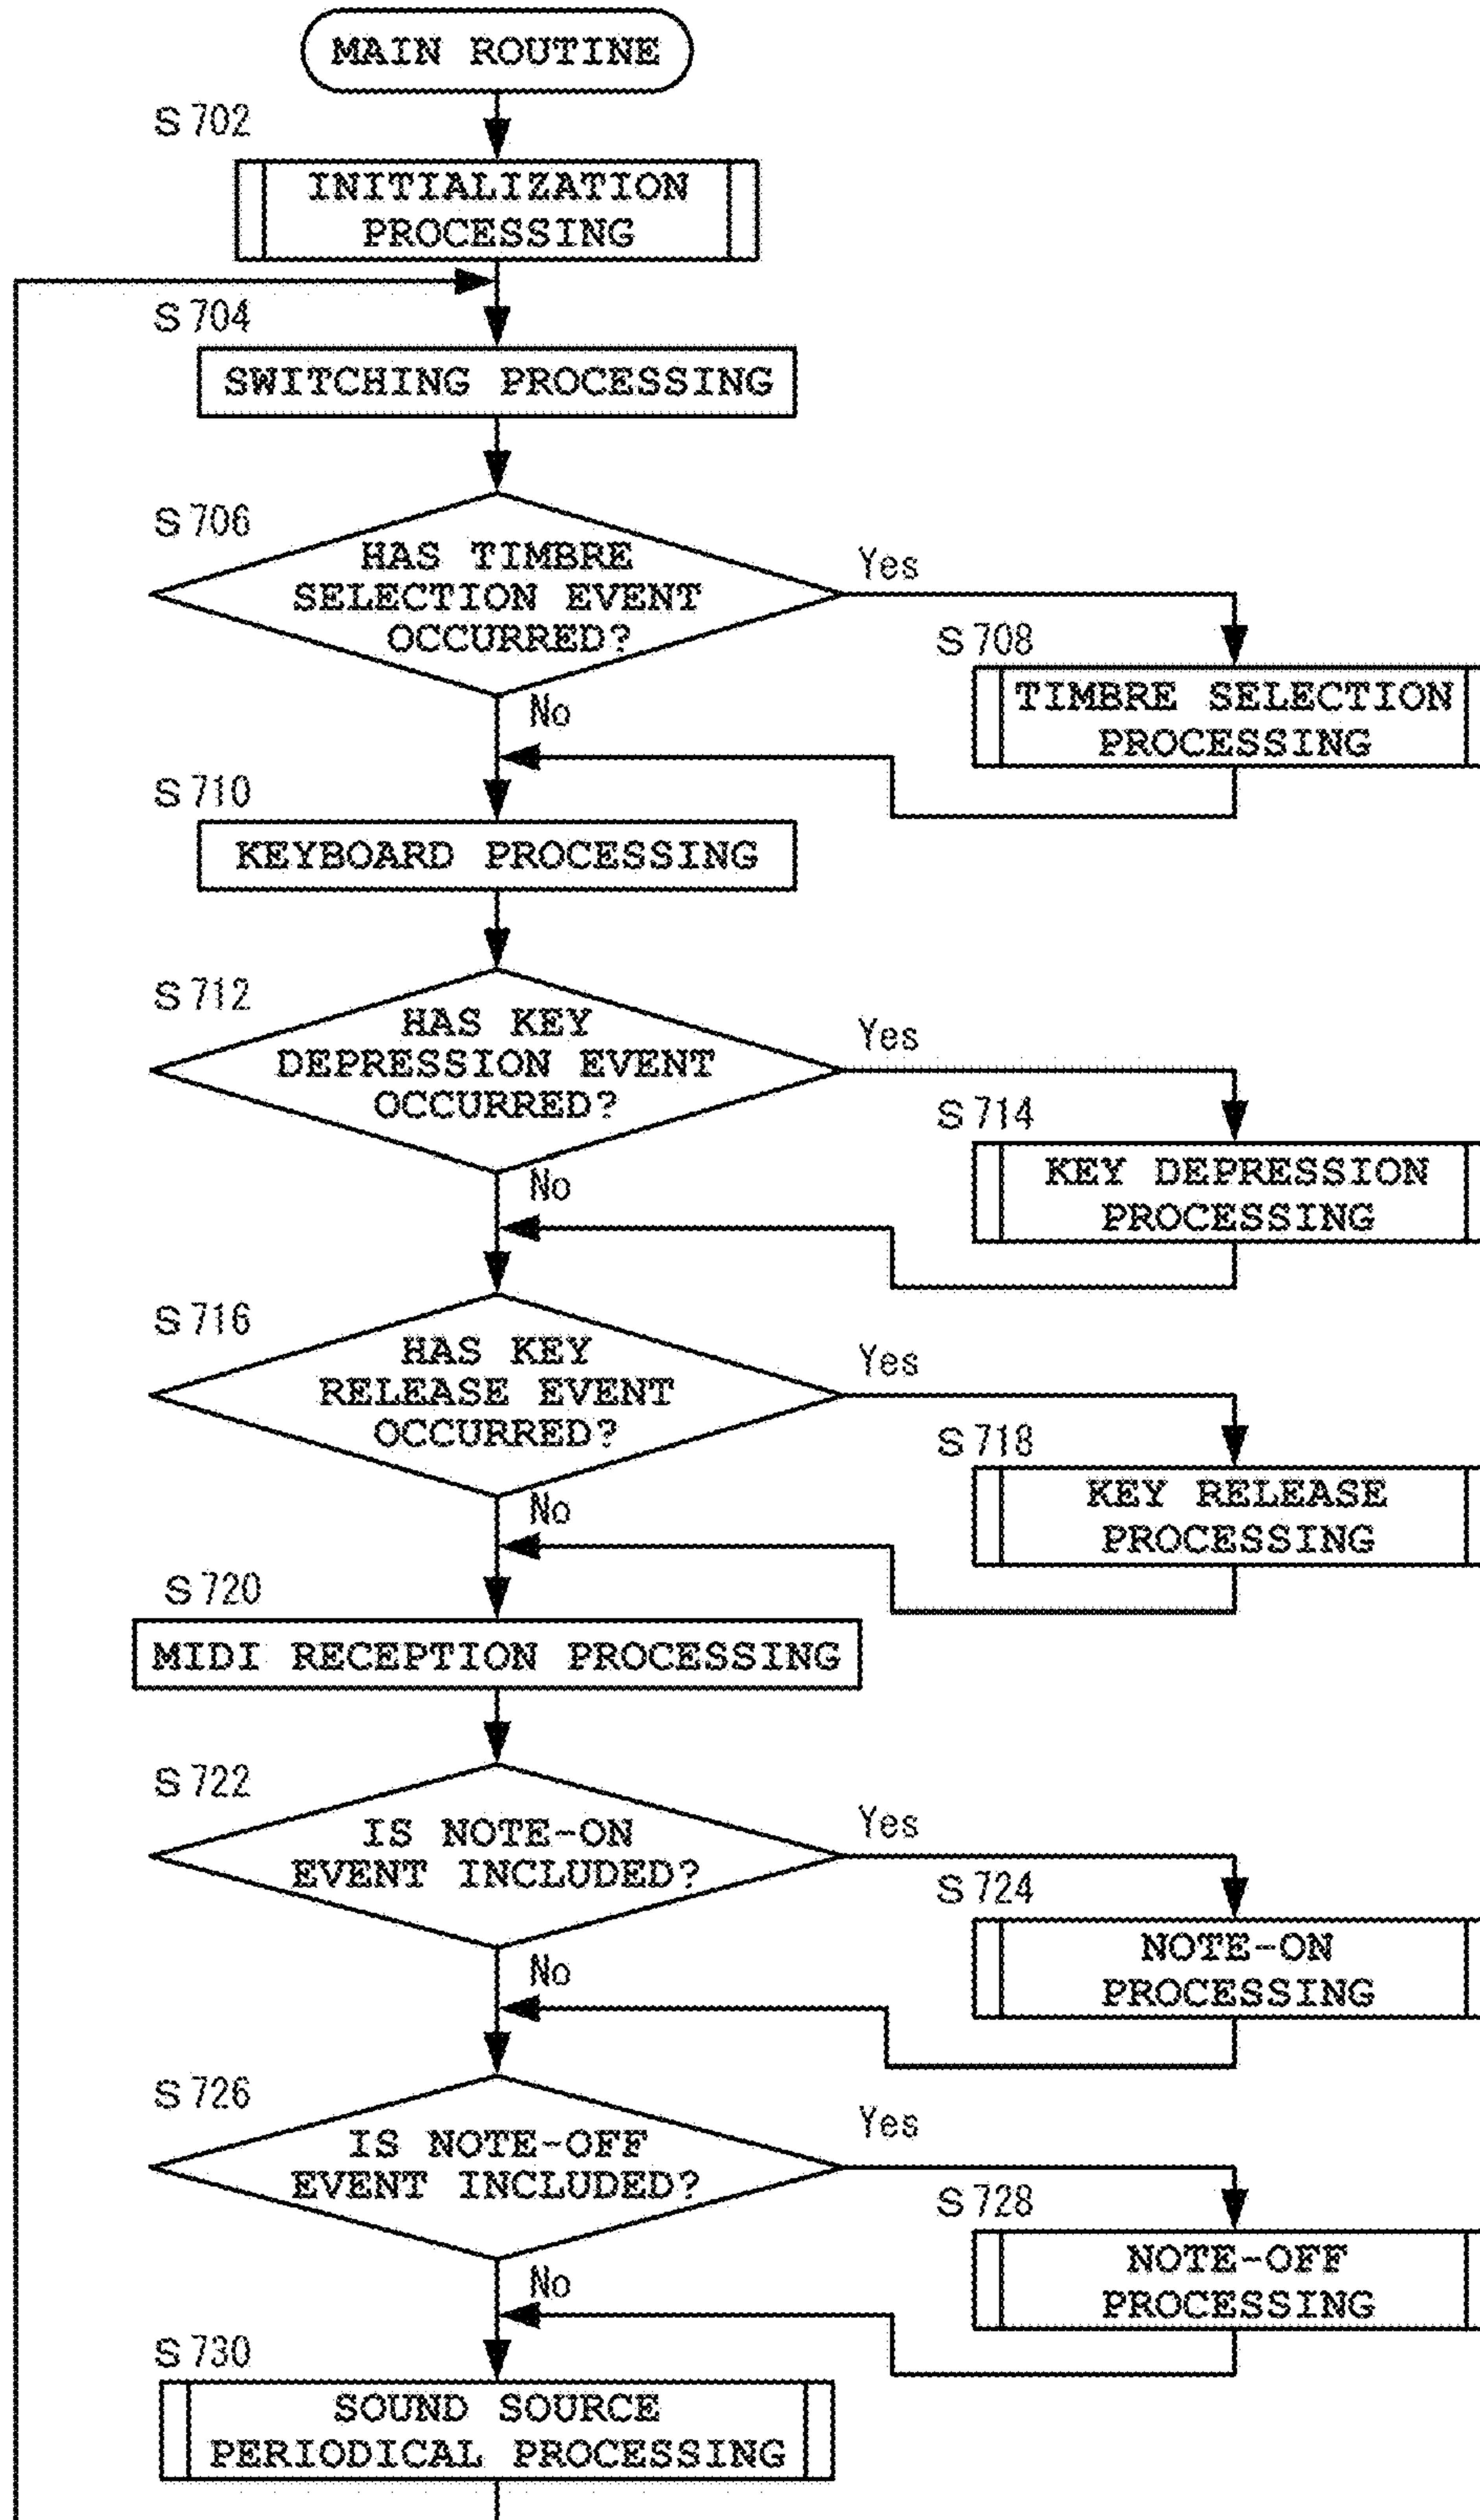 MAIN ROUTINE
S702
INITIALIZATION
PROCESSING
S704
SWITCHING PROCESSING
S706
HAS TIMBRE
SELECTION EVENT
OCCURRED?
Yes
S708
TIMBRE SELECTION
PROCESSING
No
S710
KEYBOARD PROCESSING
S712
HAS KEY
DEPRESSION EVENT
OCCURRED?
Yes
S714
KEY DEPRESSION
PROCESSING
No
S716
HAS KEY
RELEASE EVENT
OCCURRED?
Yes
S718
KEY RELEASE
PROCESSING
No
S720
MIDI RECEPTION PROCESSING
S722
IS NOTE-ON
EVENT INCLUDED?
Yes
S724
NOTE-ON
PROCESSING
No
S726
IS NOTE-OFF
EVENT INCLUDED?
Yes
S728
NOTE-OFF
PROCESSING
No
S730
SOUND SOURCE
PERIODICAL PROCESSING